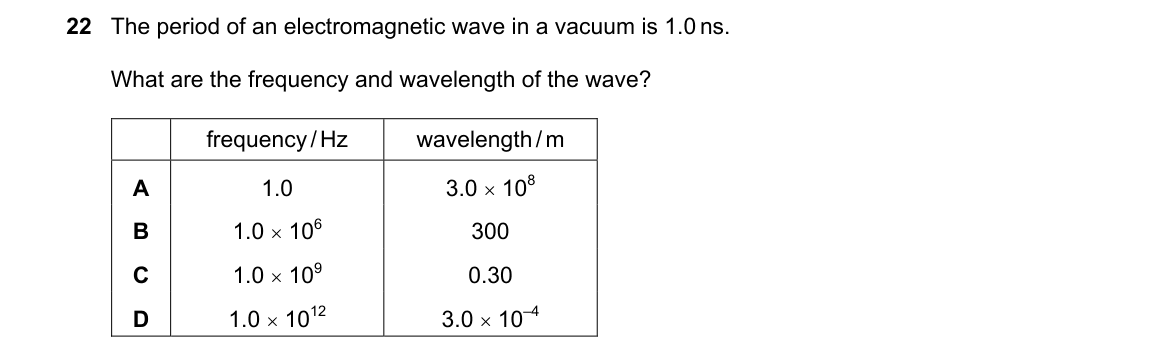 22 The period of an electromagnetic wave in a vacuum is 1.0 ns.
What are the frequency and wavelength of the wave?
frequency / Hz wavelength / m
A 1.0 3.0 × 10⁸
B 1.0 × 10⁶ 300
C 1.0 × 10⁹ 0.30
D 1.0 × 10¹² 3.0 × 10⁻⁴